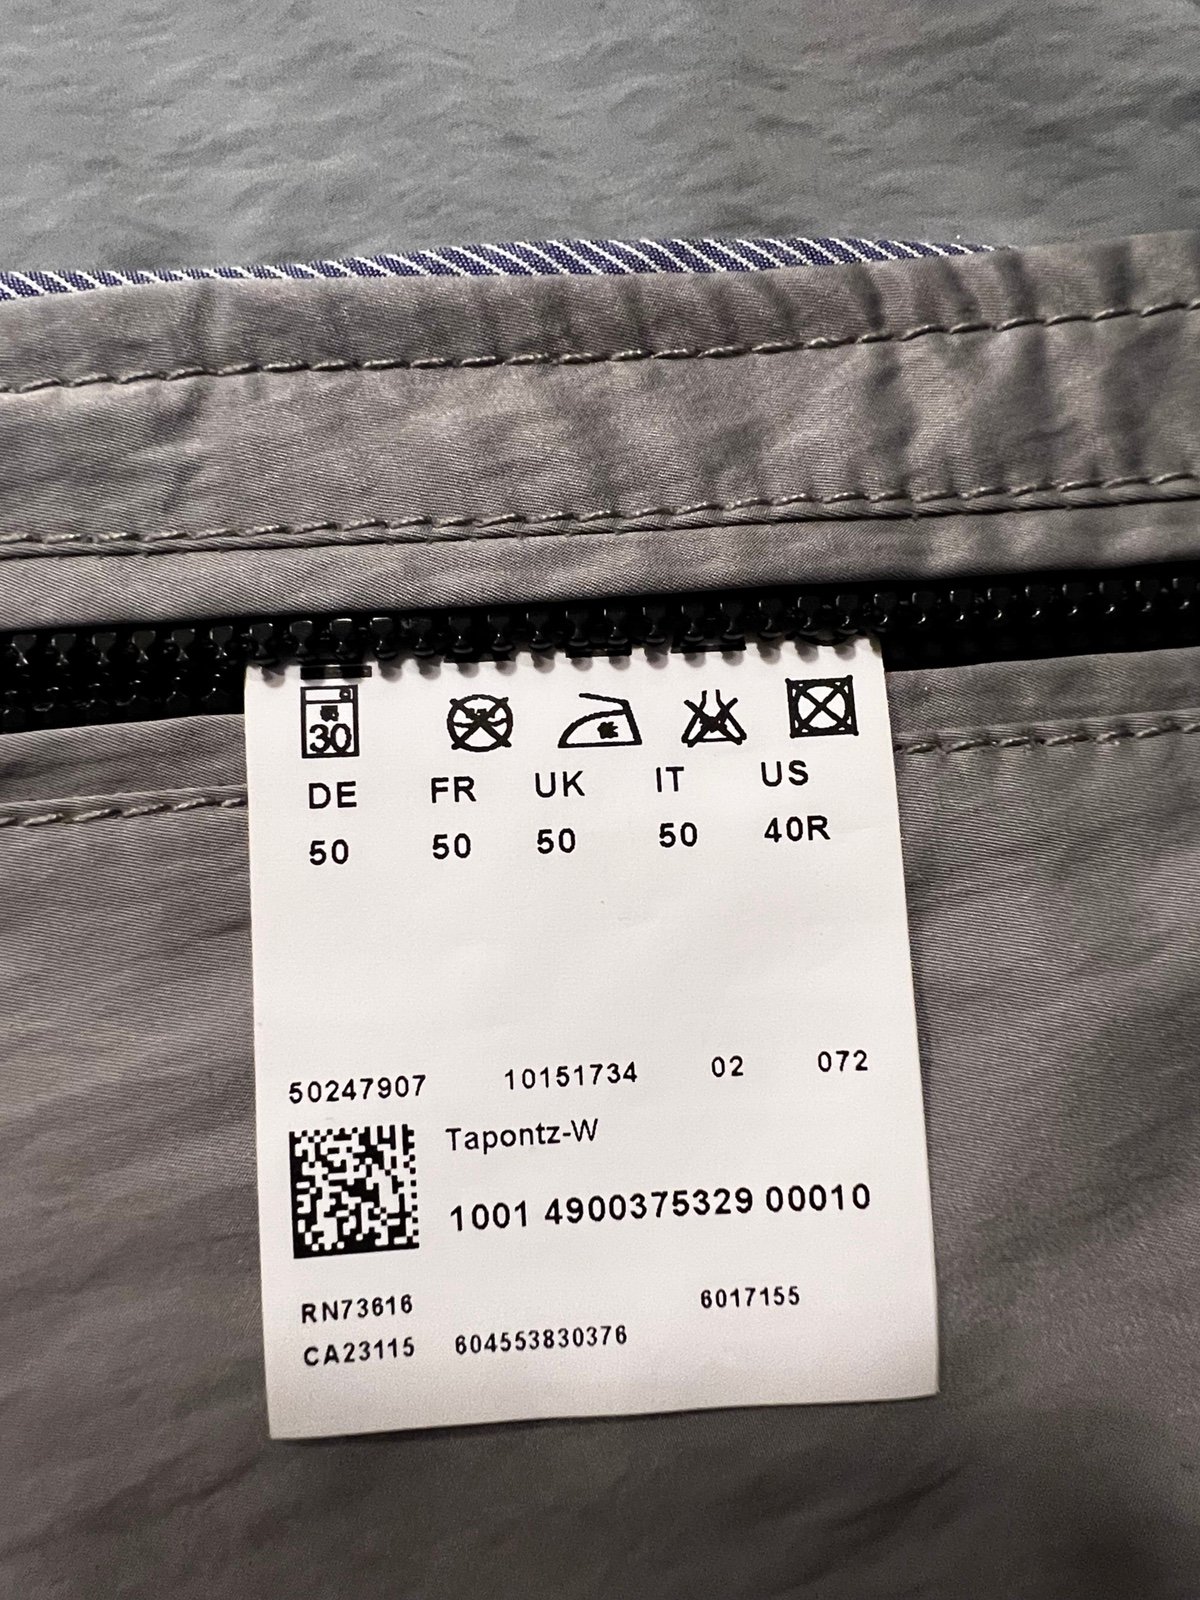 30 低
DE FR UK IT US
50 50 50 50 40R
50247907 10151734 02 072
Tapontz-W
1001 4900375329 00010
RN73616 6017155
CA23115 604553830376